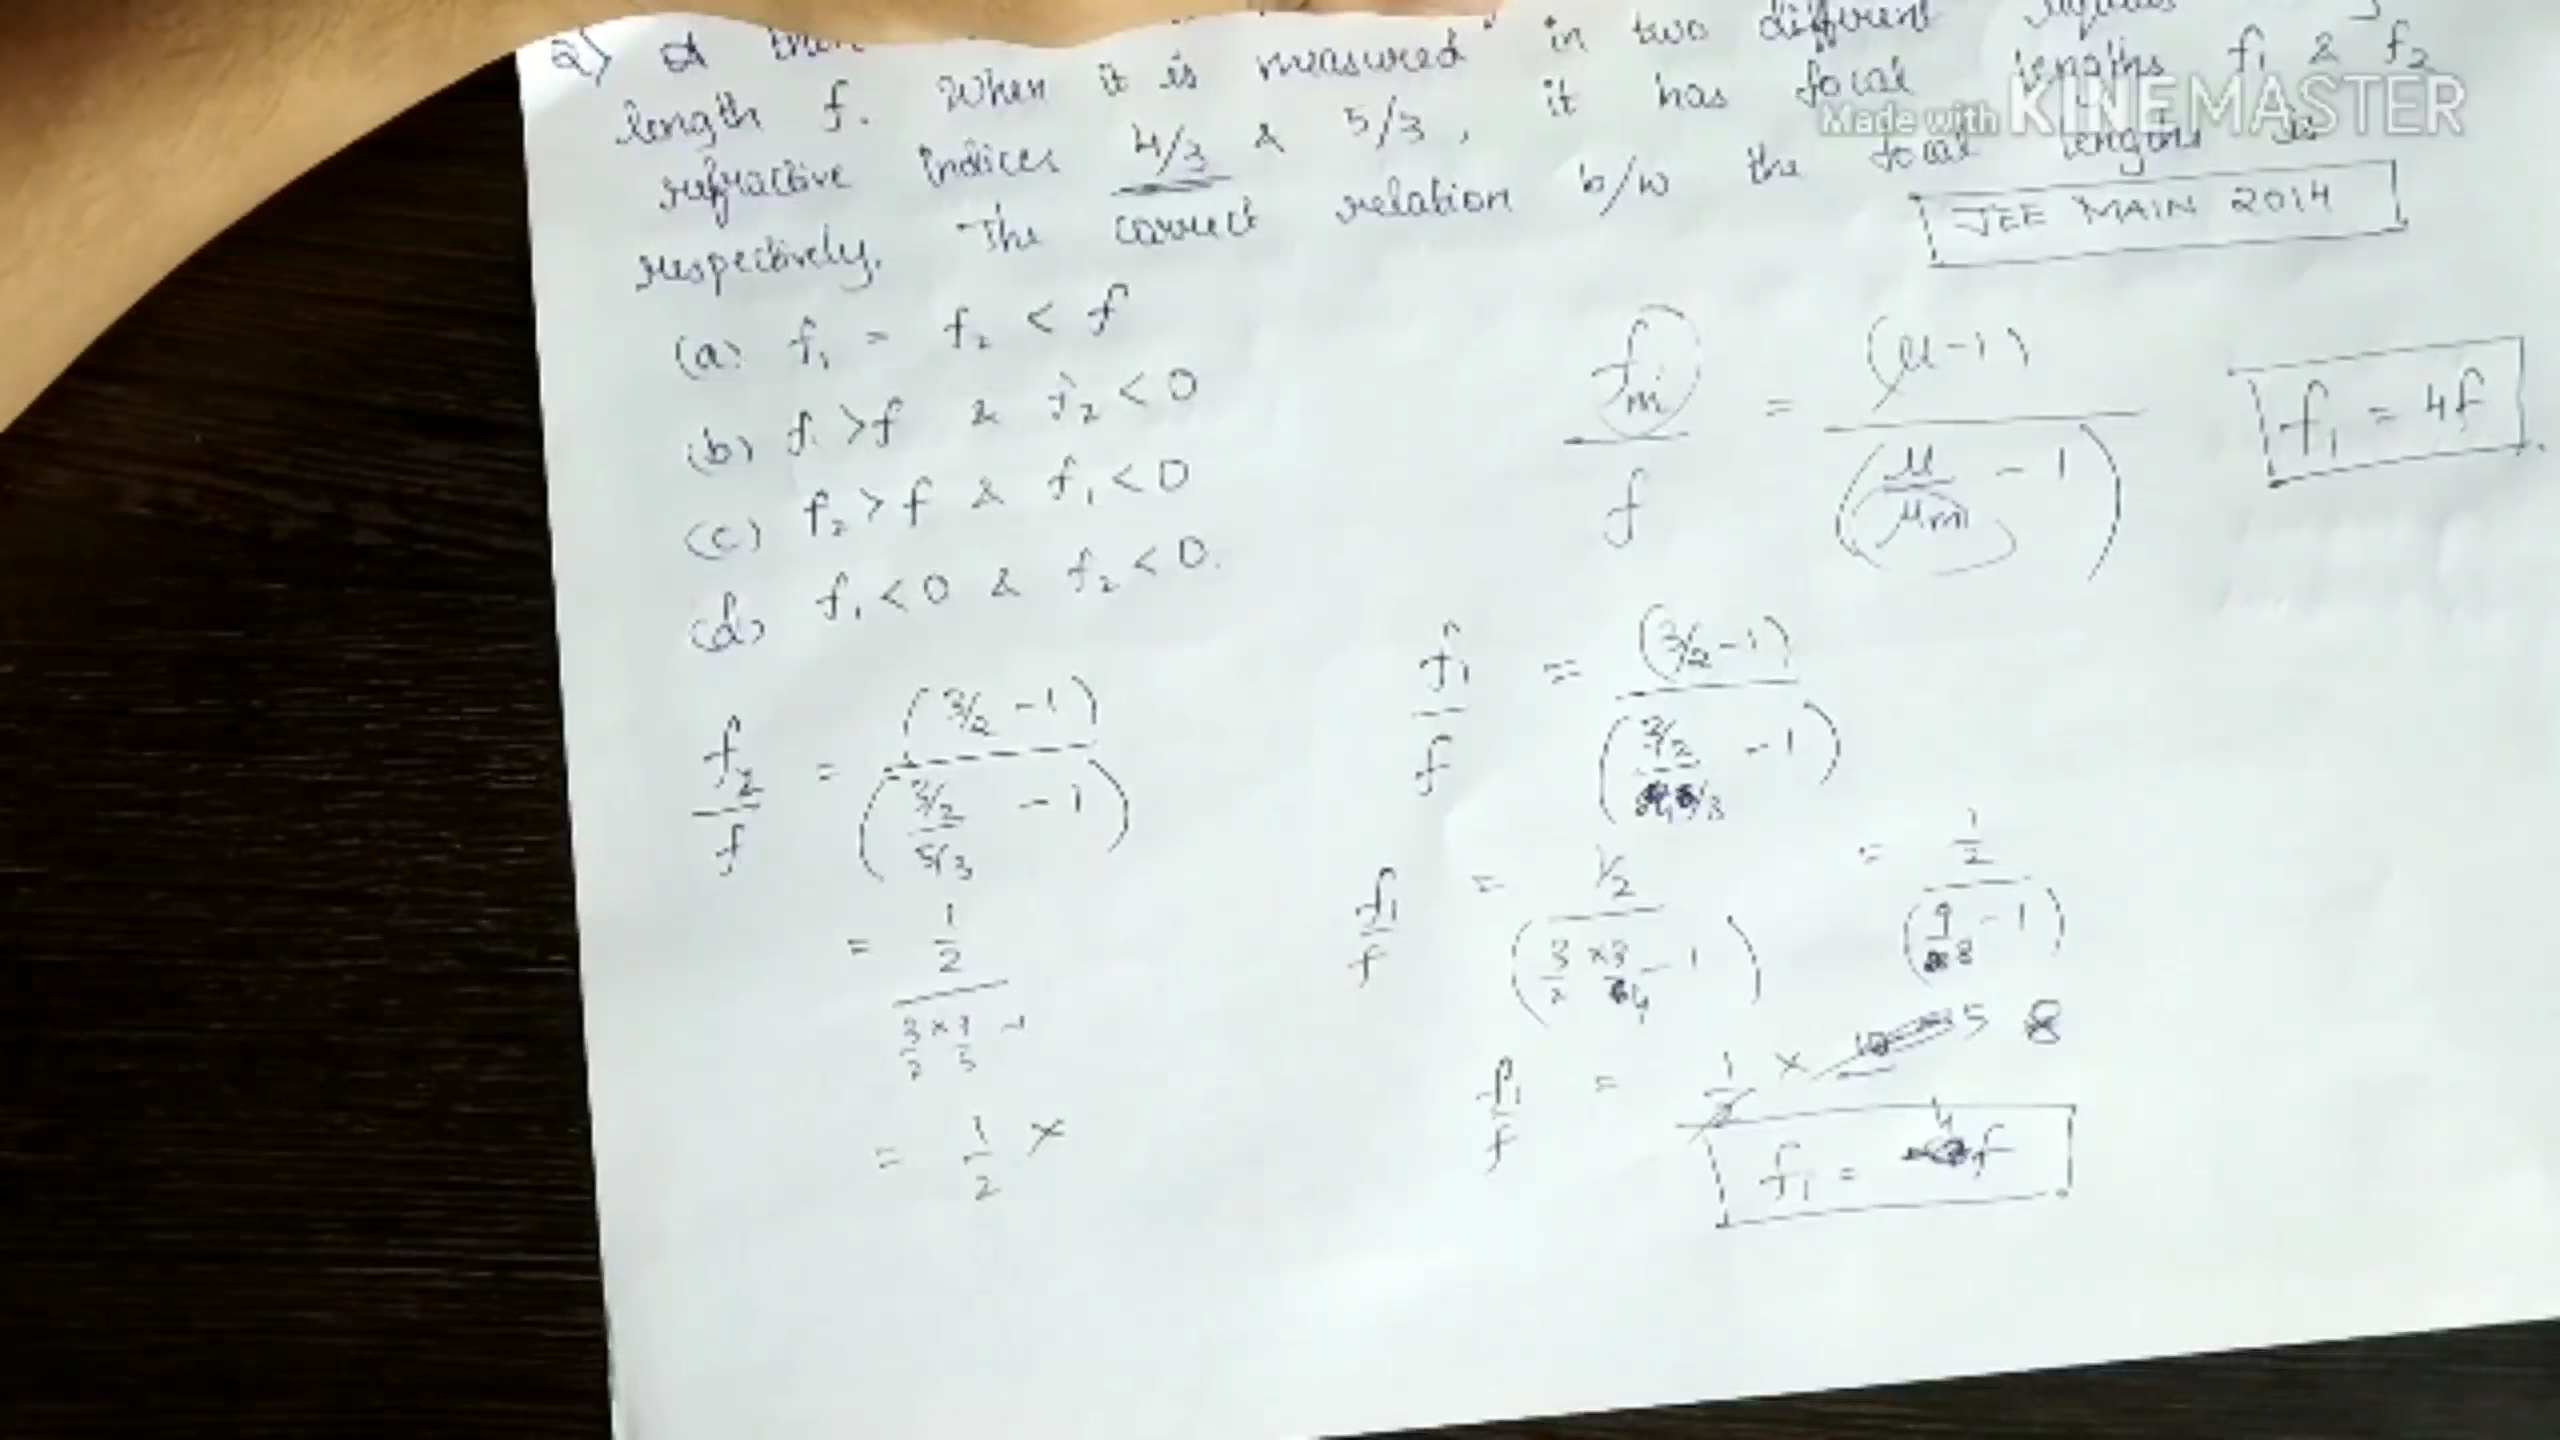 2) A in two different
length f. When it is measured in two different
refractive indices 4/3 & 5/3, it has focal lengths f₁ & f₂
respectively. The correct relation b/w the focal lengths is
JEE MAIN 2014
(a) f₁ = f₂ < f
(b) f₁ > f & f₂ < 0
(c) f₂ > f & f₁ < 0
(d) f₁ < 0 & f₂ < 0.
fm/f = (μ-1)/(μ/μm - 1)
f₁ = 4f
f₂/f = (3/2 - 1)/((3/2)/(5/3) - 1)
= (1/2)/(3/2 × 3/5 - 1)
= 1/2 ×
f₁/f = (3/2 - 1)/((3/2)/(4/3) - 1)
f₁/f = (1/2)/(3/2 × 3/4 - 1) = (1/2)/(9/8 - 1)
f₁/f = 1/2 × 8
f₁ = 4f
Made with KINEMASTER